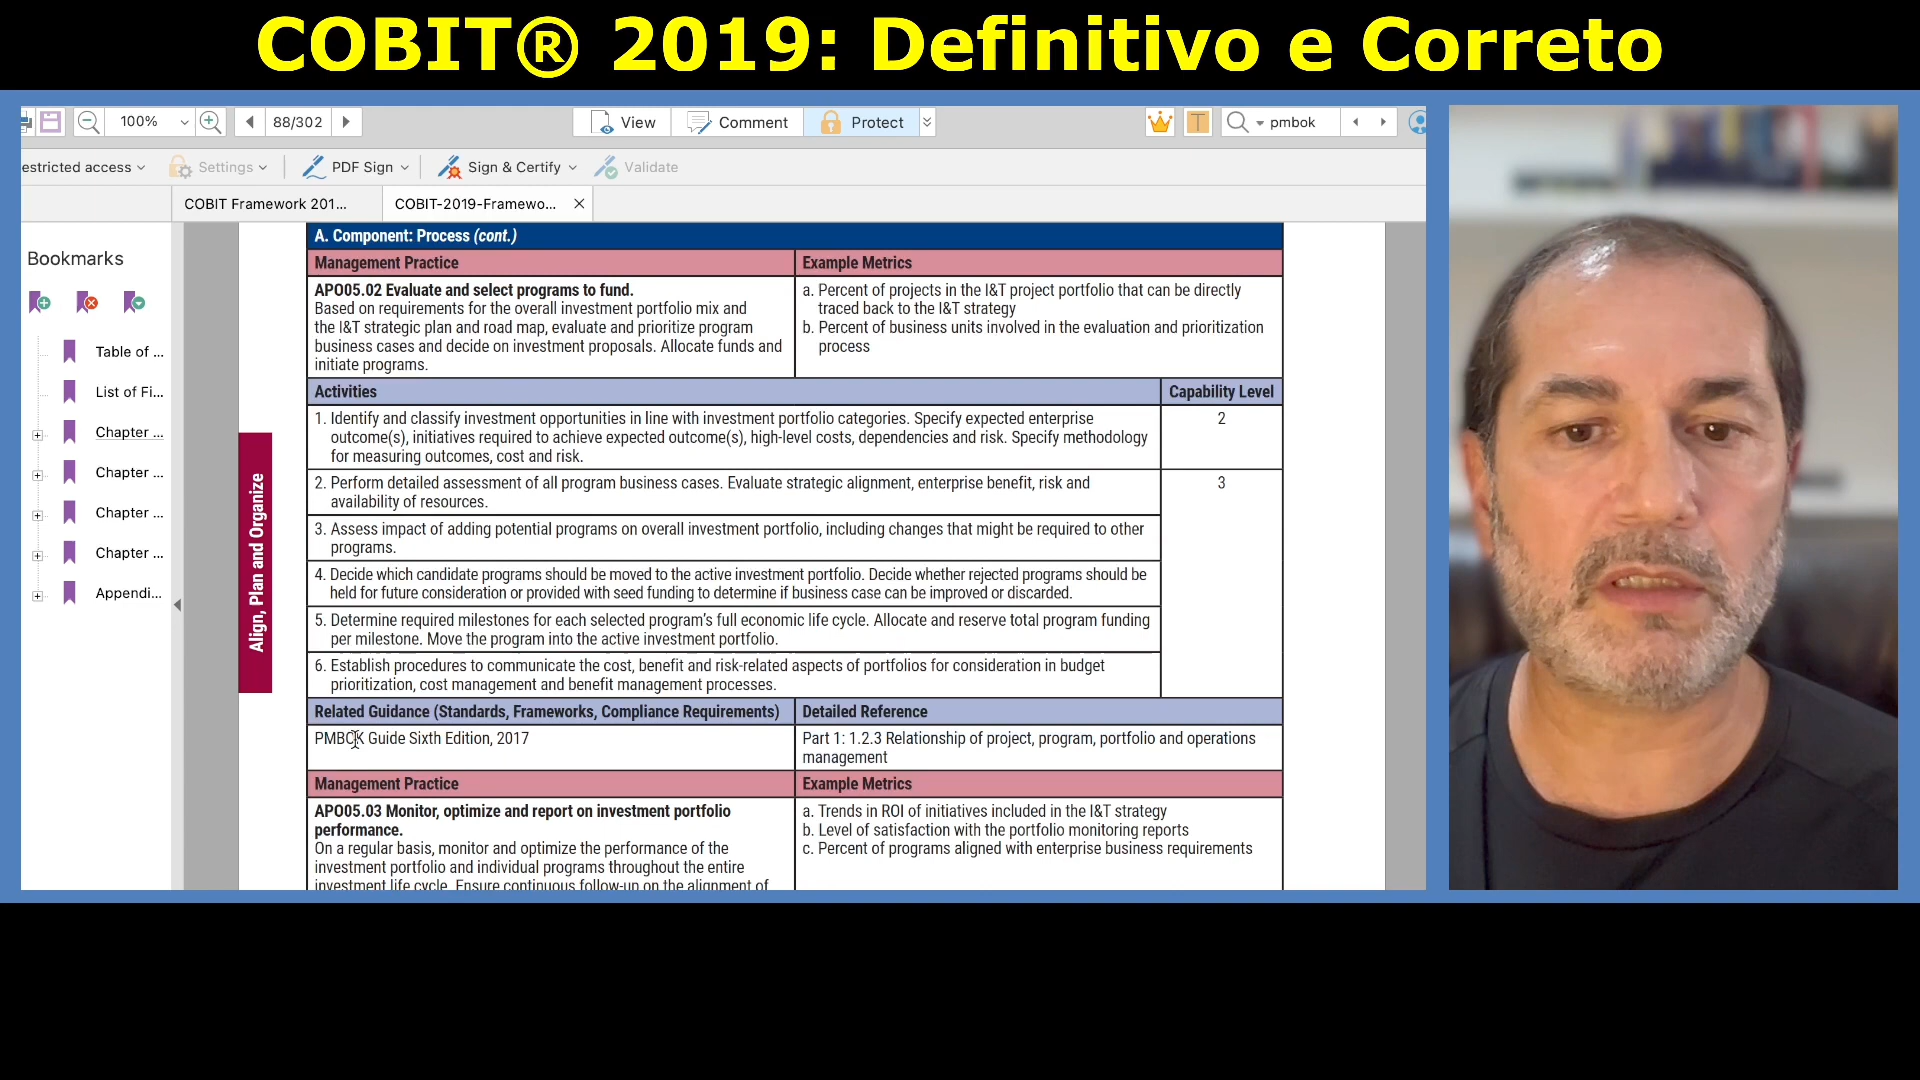 COBIT® 2019: Definitivo e Correto
100%
88/302
View
Comment
Protect
pmbok
estricted access
Settings
PDF Sign
Sign & Certify
Validate
COBIT Framework 201...
COBIT-2019-Framewo...
Bookmarks
Table of ...
List of Fi...
Chapter ...
Chapter ...
Chapter ...
Chapter ...
Appendi...
Align, Plan and Organize
A. Component: Process (cont.)
Management Practice
Example Metrics
APO05.02 Evaluate and select programs to fund.
Based on requirements for the overall investment portfolio mix and
the I&T strategic plan and road map, evaluate and prioritize program
business cases and decide on investment proposals. Allocate funds and
initiate programs.
a. Percent of projects in the I&T project portfolio that can be directly
traced back to the I&T strategy
b. Percent of business units involved in the evaluation and prioritization
process
Activities
Capability Level
1. Identify and classify investment opportunities in line with investment portfolio categories. Specify expected enterprise
outcome(s), initiatives required to achieve expected outcome(s), high-level costs, dependencies and risk. Specify methodology
for measuring outcomes, cost and risk.
2
2. Perform detailed assessment of all program business cases. Evaluate strategic alignment, enterprise benefit, risk and
availability of resources.
3
3. Assess impact of adding potential programs on overall investment portfolio, including changes that might be required to other
programs.
4. Decide which candidate programs should be moved to the active investment portfolio. Decide whether rejected programs should be
held for future consideration or provided with seed funding to determine if business case can be improved or discarded.
5. Determine required milestones for each selected program's full economic life cycle. Allocate and reserve total program funding
per milestone. Move the program into the active investment portfolio.
6. Establish procedures to communicate the cost, benefit and risk-related aspects of portfolios for consideration in budget
prioritization, cost management and benefit management processes.
Related Guidance (Standards, Frameworks, Compliance Requirements)
Detailed Reference
PMBOK Guide Sixth Edition, 2017
Part 1: 1.2.3 Relationship of project, program, portfolio and operations
management
Management Practice
Example Metrics
APO05.03 Monitor, optimize and report on investment portfolio
performance.
On a regular basis, monitor and optimize the performance of the
investment portfolio and individual programs throughout the entire
investment life cycle. Ensure continuous follow-up on the alignment of
a. Trends in ROI of initiatives included in the I&T strategy
b. Level of satisfaction with the portfolio monitoring reports
c. Percent of programs aligned with enterprise business requirements